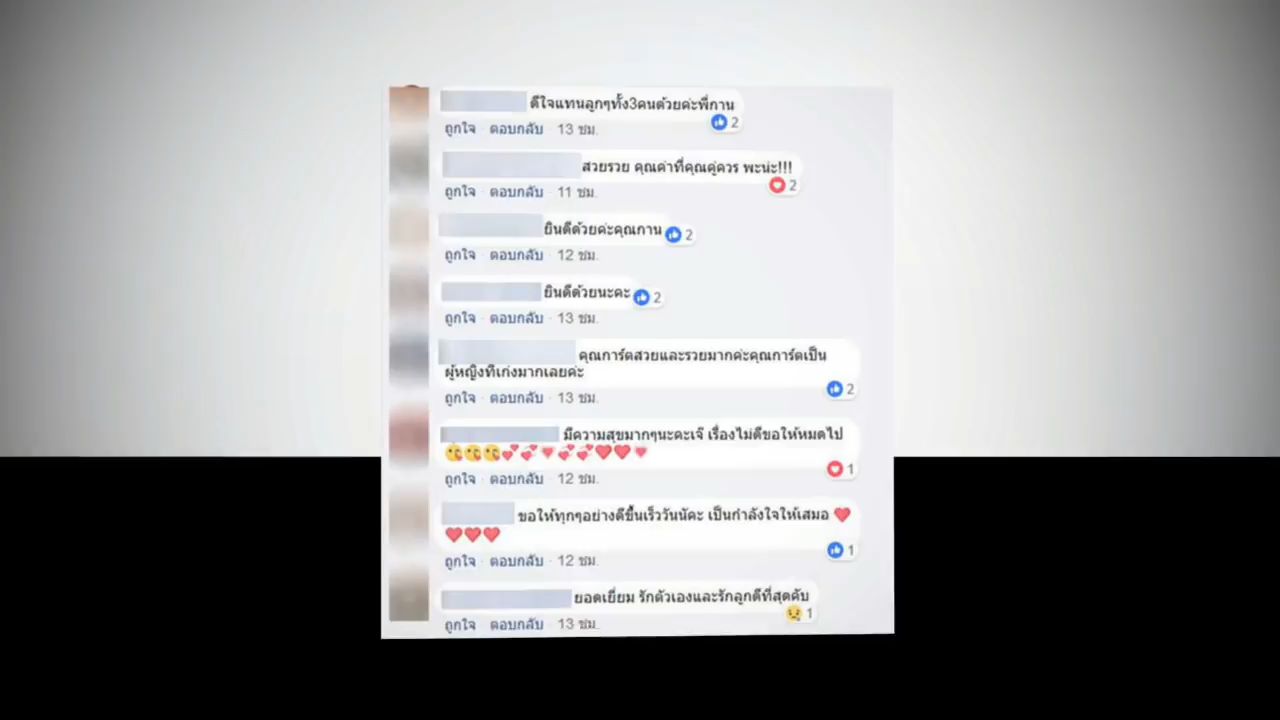 ดีใจแทนลูกๆทั้ง3คนด้วยค่ะพี่กาน
2
ถูกใจ · ตอบกลับ · 13 ชม.
สวยรวย คุณค่าที่คุณคู่ควร พะน่ะ!!!
2
ถูกใจ · ตอบกลับ · 11 ชม.
ยินดีด้วยค่ะคุณกาน
2
ถูกใจ · ตอบกลับ · 12 ชม.
ยินดีด้วยนะคะ
2
ถูกใจ · ตอบกลับ · 13 ชม.
คุณการ์ตสวยและรวยมากค่ะคุณการ์ตเป็น
ผู้หญิงที่เก่งมากเลยค่ะ
2
ถูกใจ · ตอบกลับ · 13 ชม.
มีความสุขมากๆนะคะเจ๊ เรื่องไม่ดีขอให้หมดไป
😘😘😘💕💞💗💞💞❤❤💗
1
ถูกใจ · ตอบกลับ · 12 ชม.
ขอให้ทุกๆอย่างดีขึ้นเร็ววันนัคะ เป็นกำลังใจให้เสมอ ❤
❤❤❤
1
ถูกใจ · ตอบกลับ · 12 ชม.
ยอดเยี่ยม รักตัวเองและรักลูกดีที่สุดคับ
1
ถูกใจ · ตอบกลับ · 13 ชม.